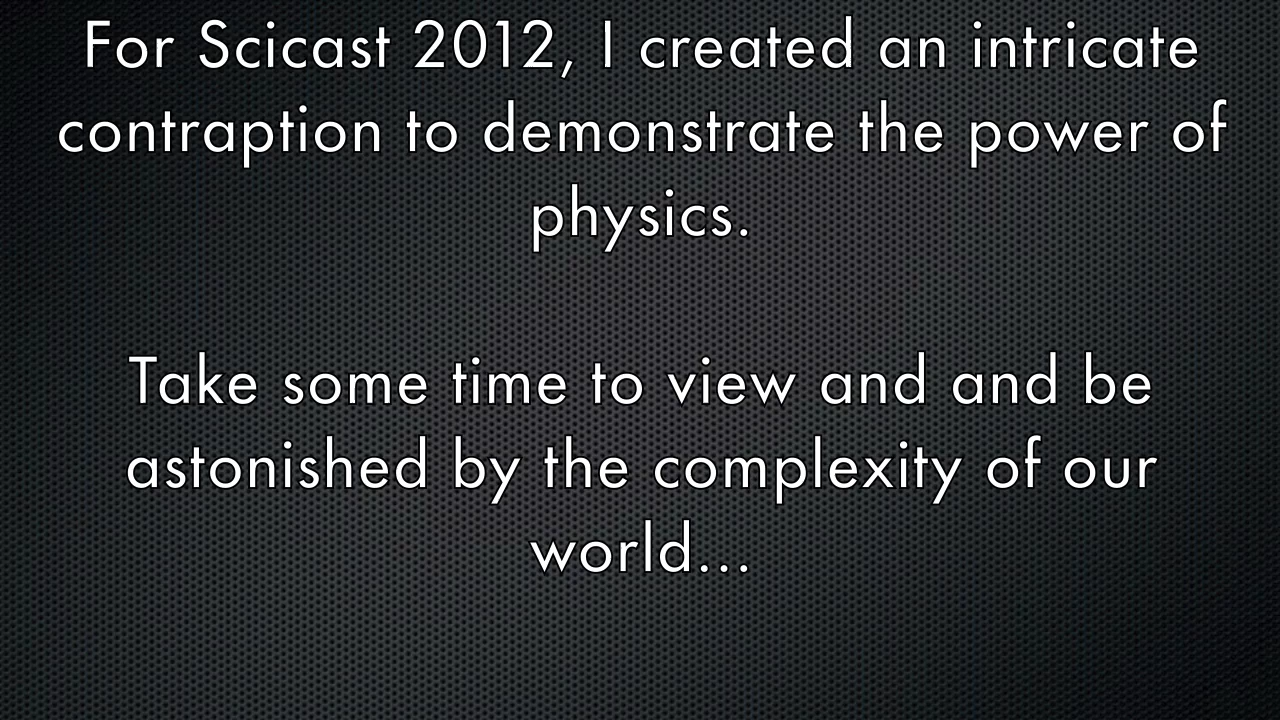 For Scicast 2012, I created an intricate
contraption to demonstrate the power of
physics.
Take some time to view and and be
astonished by the complexity of our
world...